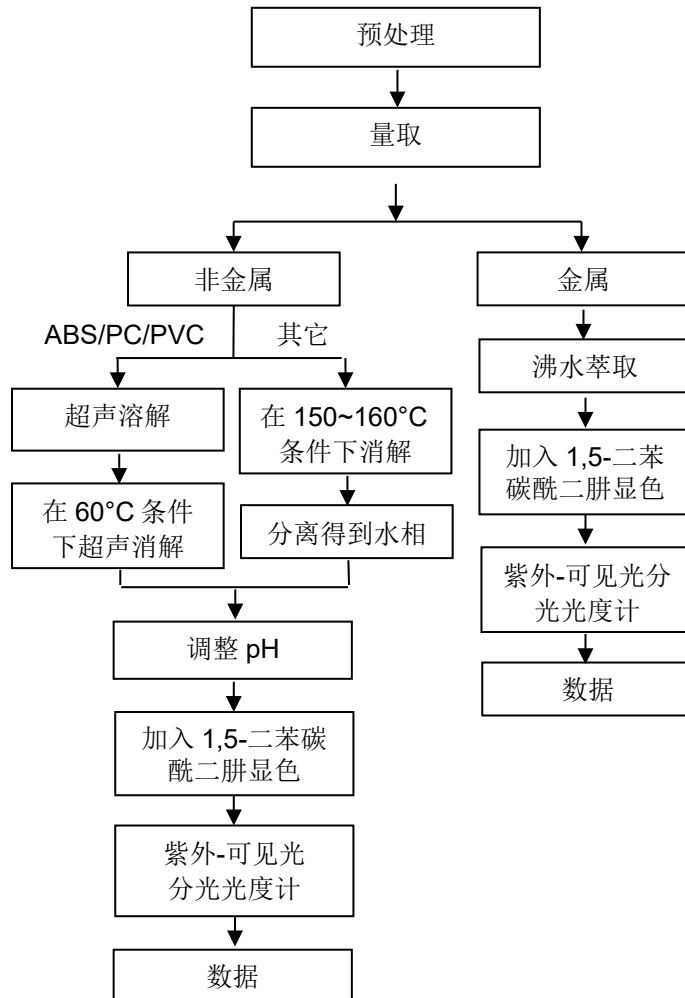 预处理
量取
非金属
金属
ABS/PC/PVC
其它
沸水萃取
超声溶解
在 150~160°C
条件下消解
加入 1,5-二苯
碳酰二肼显色
在 60°C 条件
下超声消解
分离得到水相
紫外-可见光分
光光度计
调整 pH
数据
加入 1,5-二苯碳
酰二肼显色
紫外-可见光
分光光度计
数据